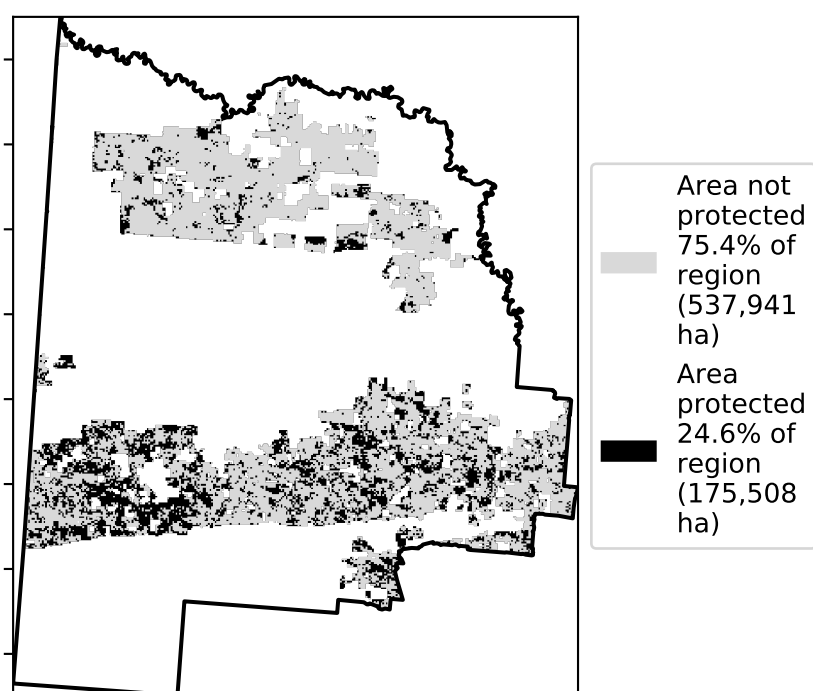 Area not
protected
75.4% of
region
(537,941
ha)
Area
protected
24.6% of
region
(175,508
ha)